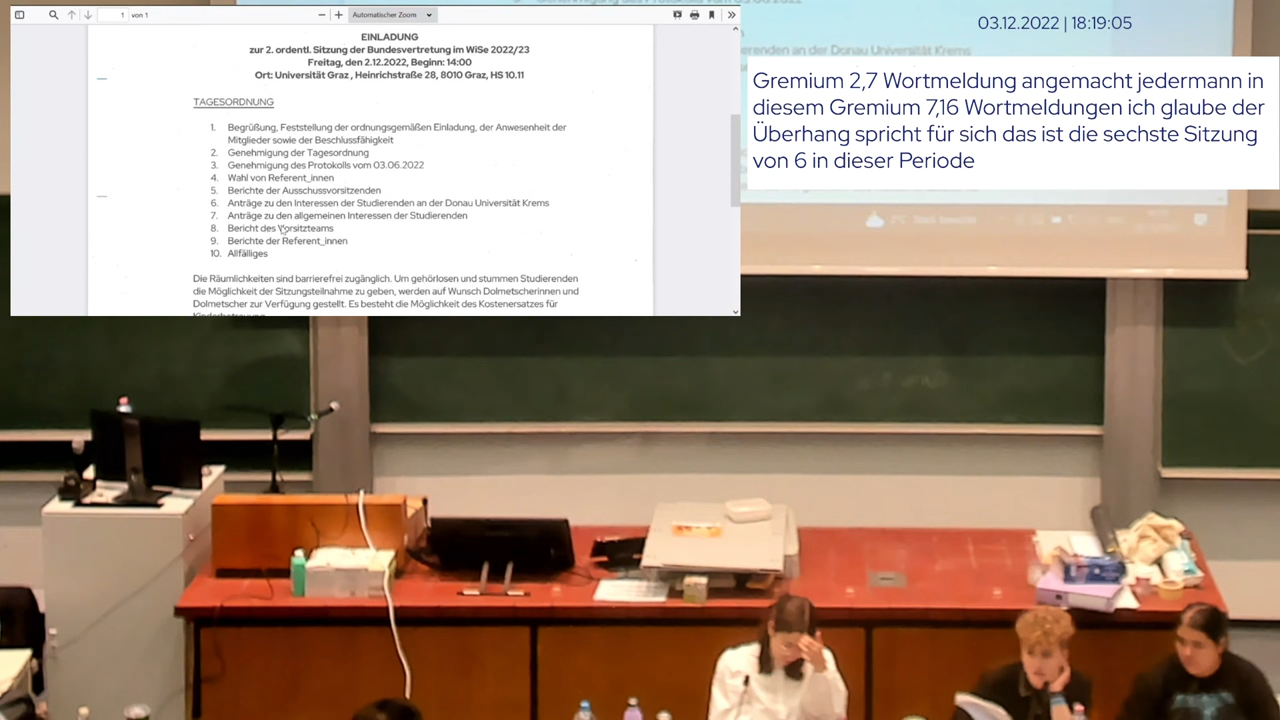 1 von 1
Automatischer Zoom
EINLADUNG
zur 2. ordentl. Sitzung der Bundesvertretung im WiSe 2022/23
Freitag, den 2.12.2022, Beginn: 14:00
Ort: Universität Graz , Heinrichstraße 28, 8010 Graz, HS 10.11
TAGESORDNUNG
1. Begrüßung, Feststellung der ordnungsgemäßen Einladung, der Anwesenheit der
Mitglieder sowie der Beschlussfähigkeit
2. Genehmigung der Tagesordnung
3. Genehmigung des Protokolls vom 03.06.2022
4. Wahl von Referent_innen
5. Berichte der Ausschussvorsitzenden
6. Anträge zu den Interessen der Studierenden an der Donau Universität Krems
7. Anträge zu den allgemeinen Interessen der Studierenden
8. Bericht des Vorsitzteams
9. Berichte der Referent_innen
10. Allfälliges
Die Räumlichkeiten sind barrierefrei zugänglich. Um gehörlosen und stummen Studierenden
die Möglichkeit der Sitzungsteilnahme zu geben, werden auf Wunsch Dolmetscherinnen und
Dolmetscher zur Verfügung gestellt. Es besteht die Möglichkeit des Kostenersatzes für
03.12.2022 | 18:19:05
erenden an der Donau Universität Krems
Gremium 2,7 Wortmeldung angemacht jedermann in
diesem Gremium 7,16 Wortmeldungen ich glaube der
Überhang spricht für sich das ist die sechste Sitzung
von 6 in dieser Periode